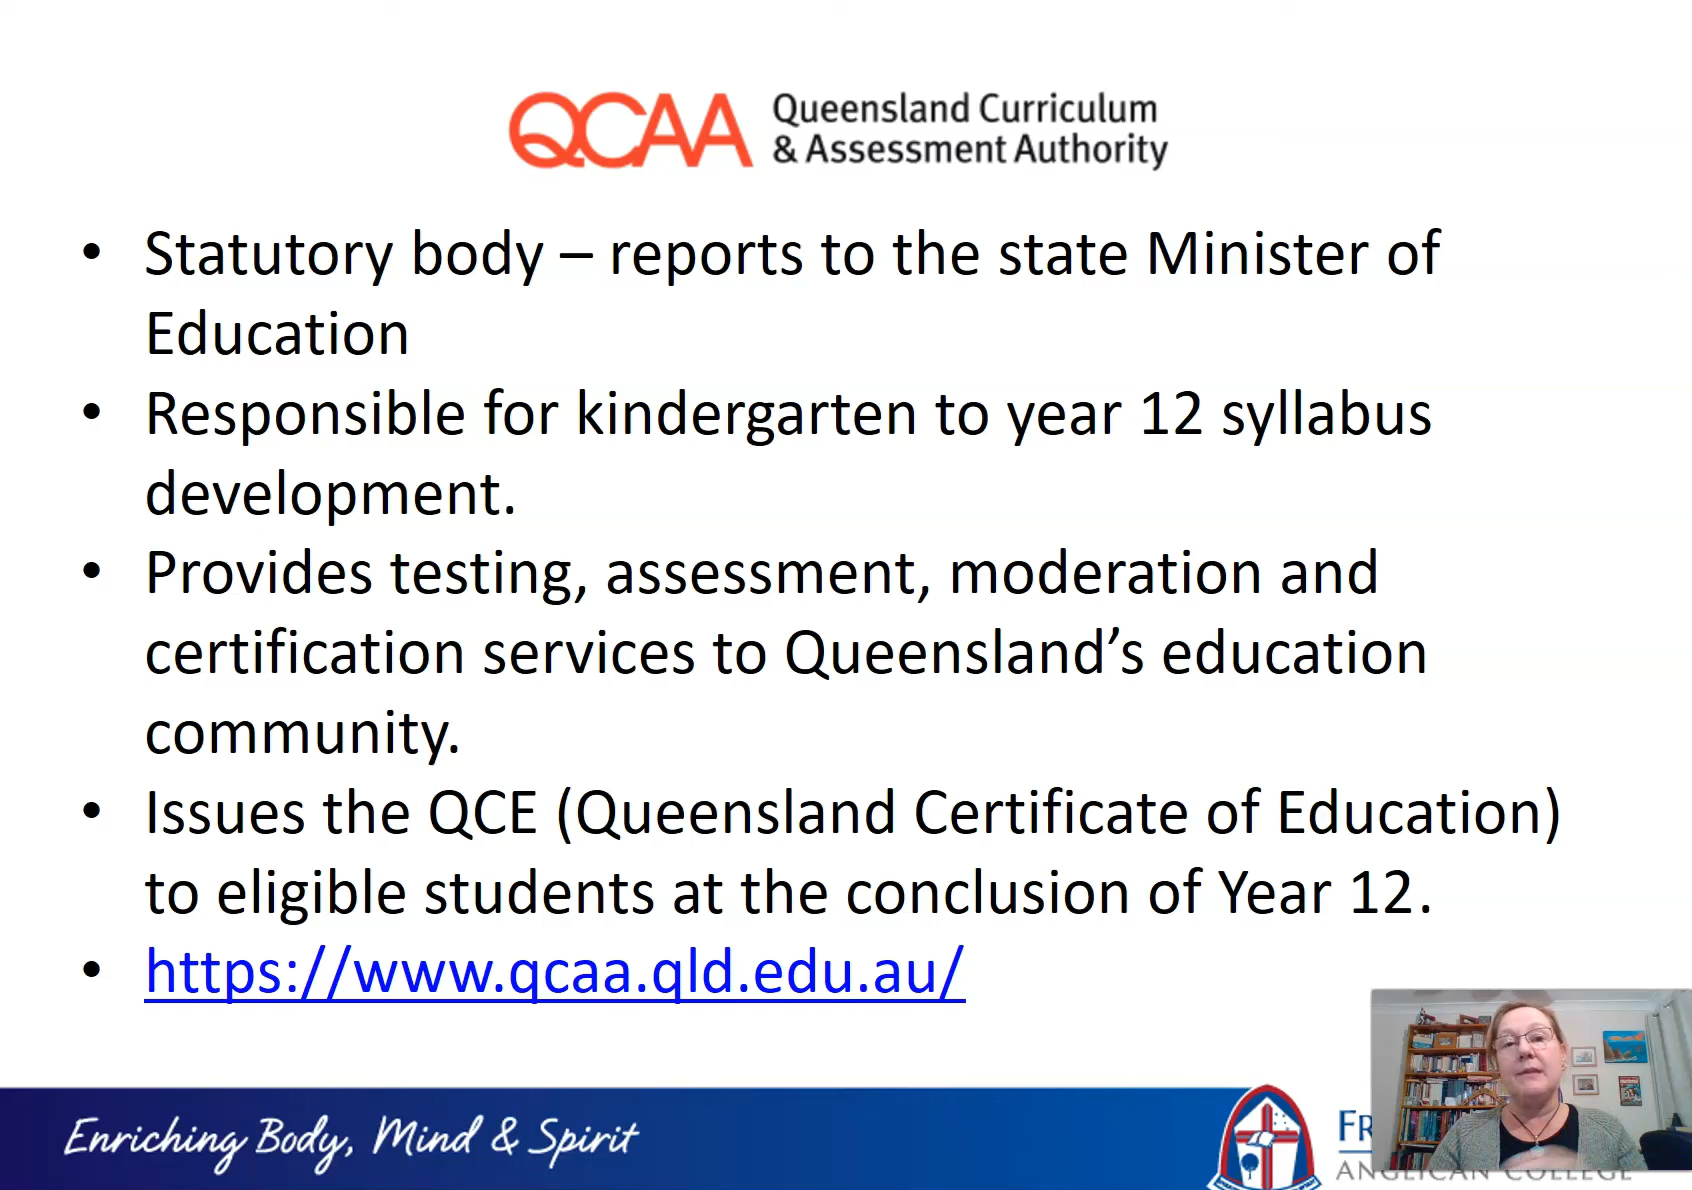 QCAA Queensland Curriculum
& Assessment Authority
• Statutory body – reports to the state Minister of
Education
• Responsible for kindergarten to year 12 syllabus
development.
• Provides testing, assessment, moderation and
certification services to Queensland’s education
community.
• Issues the QCE (Queensland Certificate of Education)
to eligible students at the conclusion of Year 12.
• https://www.qcaa.qld.edu.au/
Enriching Body, Mind & Spirit
ANGLICAN COLLEGE